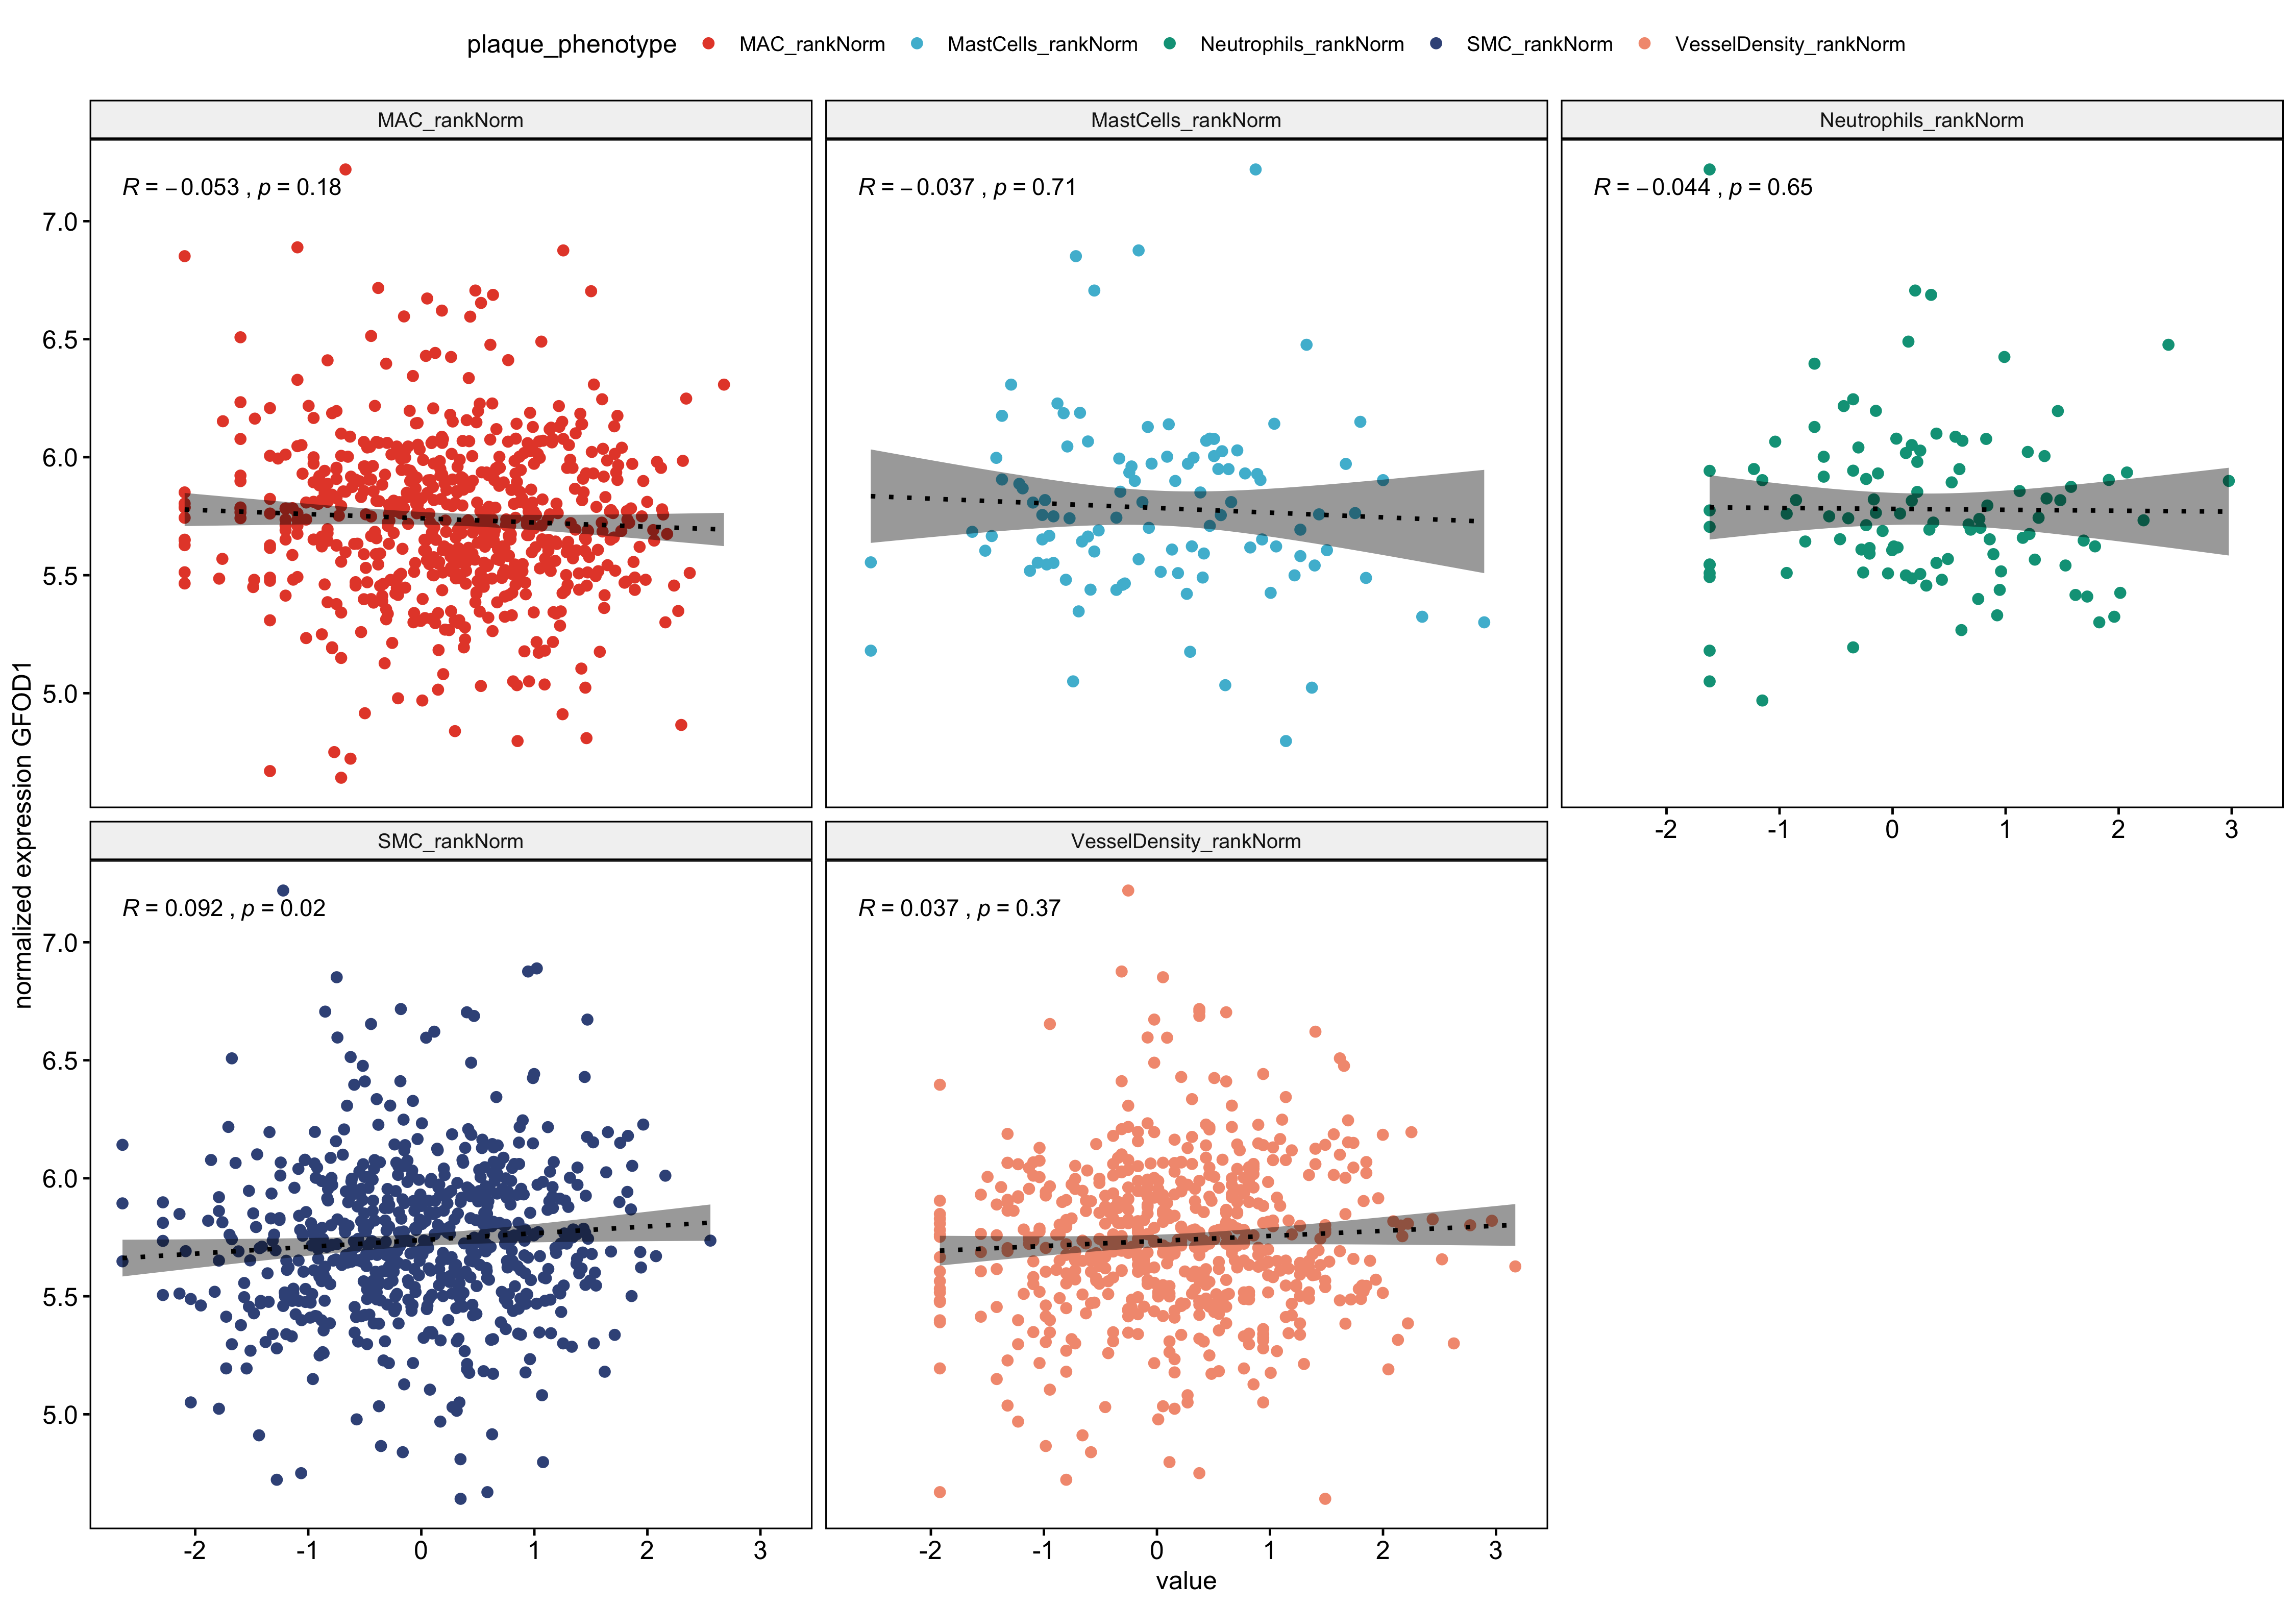 plaque_phenotype MAC_rankNorm MastCells_rankNorm Neutrophils_rankNorm SMC_rankNorm VesselDensity_rankNorm
MAC_rankNorm
MastCells_rankNorm
Neutrophils_rankNorm
R = −0.053 , p = 0.18
R = −0.037 , p = 0.71
R = −0.044 , p = 0.65
7.0
6.5
6.0
5.5
5.0
-2 -1 0 1 2 3
SMC_rankNorm
VesselDensity_rankNorm
R = 0.092 , p = 0.02
R = 0.037 , p = 0.37
7.0
6.5
6.0
5.5
5.0
-2 -1 0 1 2 3
-2 -1 0 1 2 3
normalized expression GFOD1
value